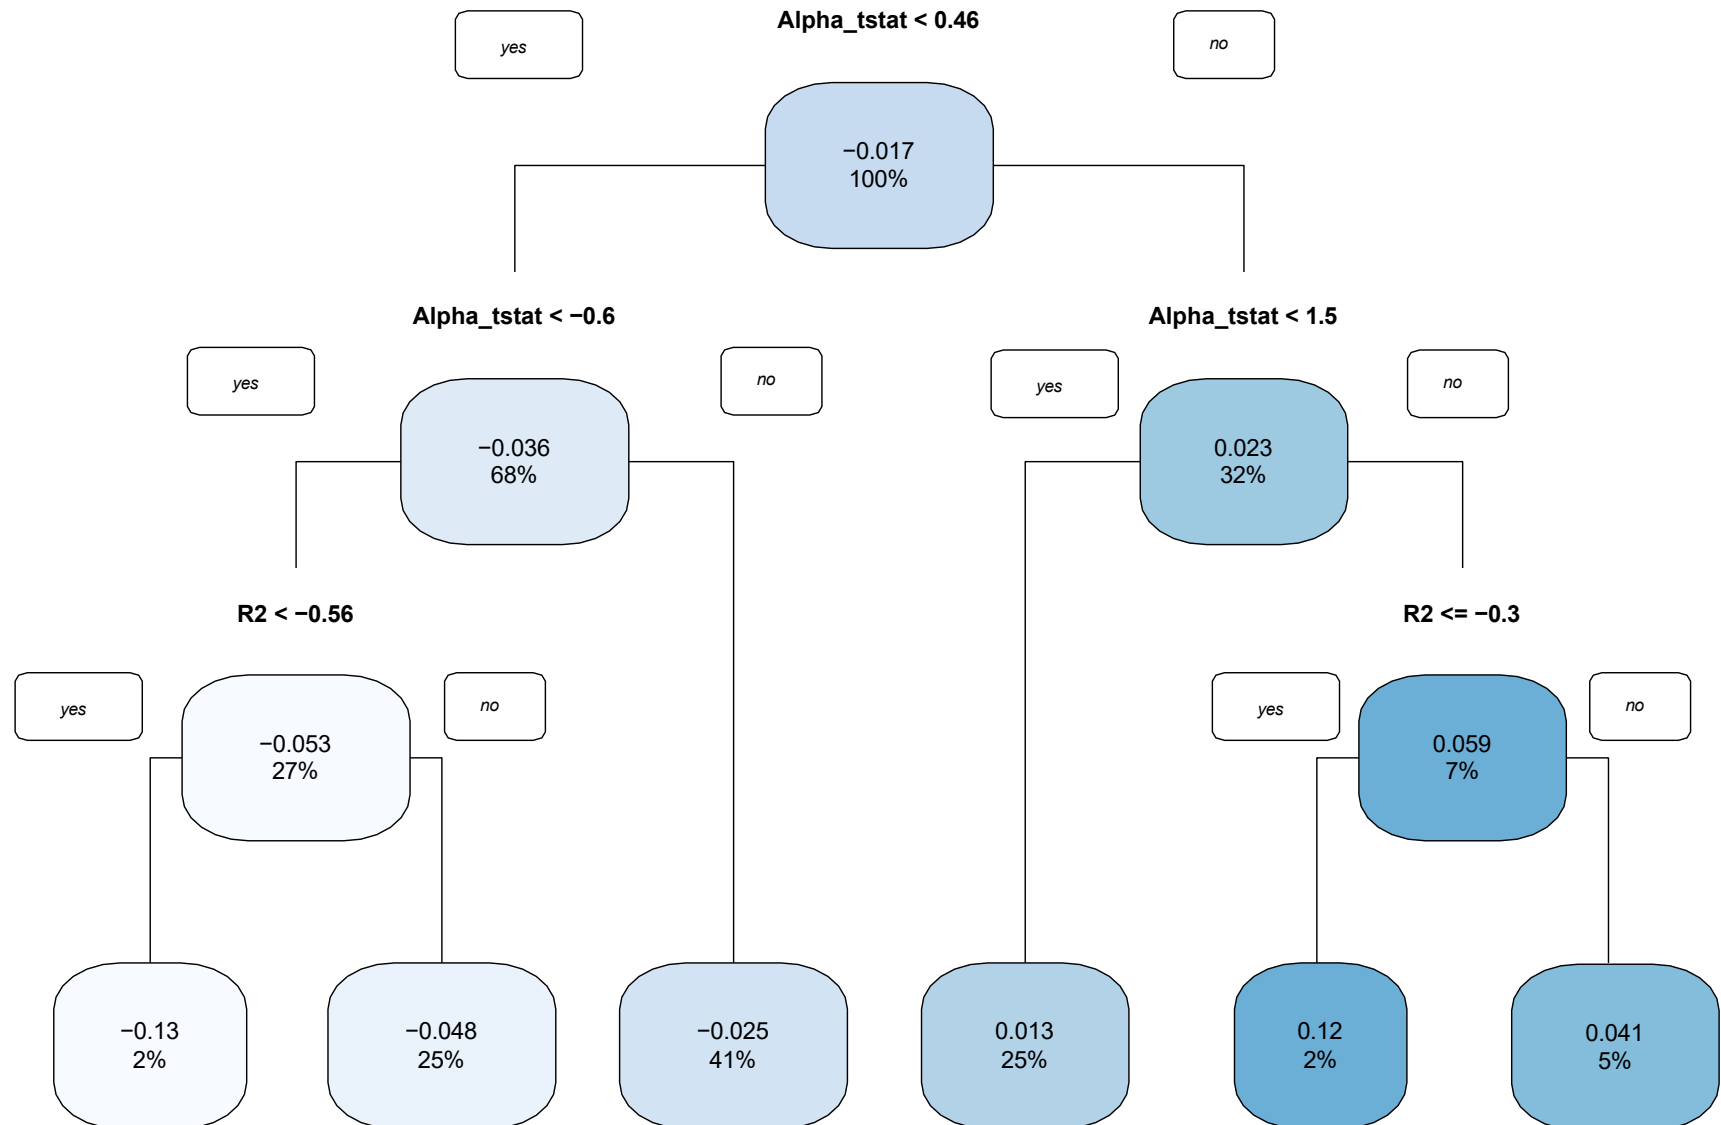 Alpha_tstat < 0.46
yes
no
−0.017
100%
Alpha_tstat < −0.6
Alpha_tstat < 1.5
yes
no
yes
no
−0.036
68%
0.023
32%
R2 < −0.56
R2 <= −0.3
yes
no
yes
no
−0.053
27%
0.059
7%
−0.13
2%
−0.048
25%
−0.025
41%
0.013
25%
0.12
2%
0.041
5%